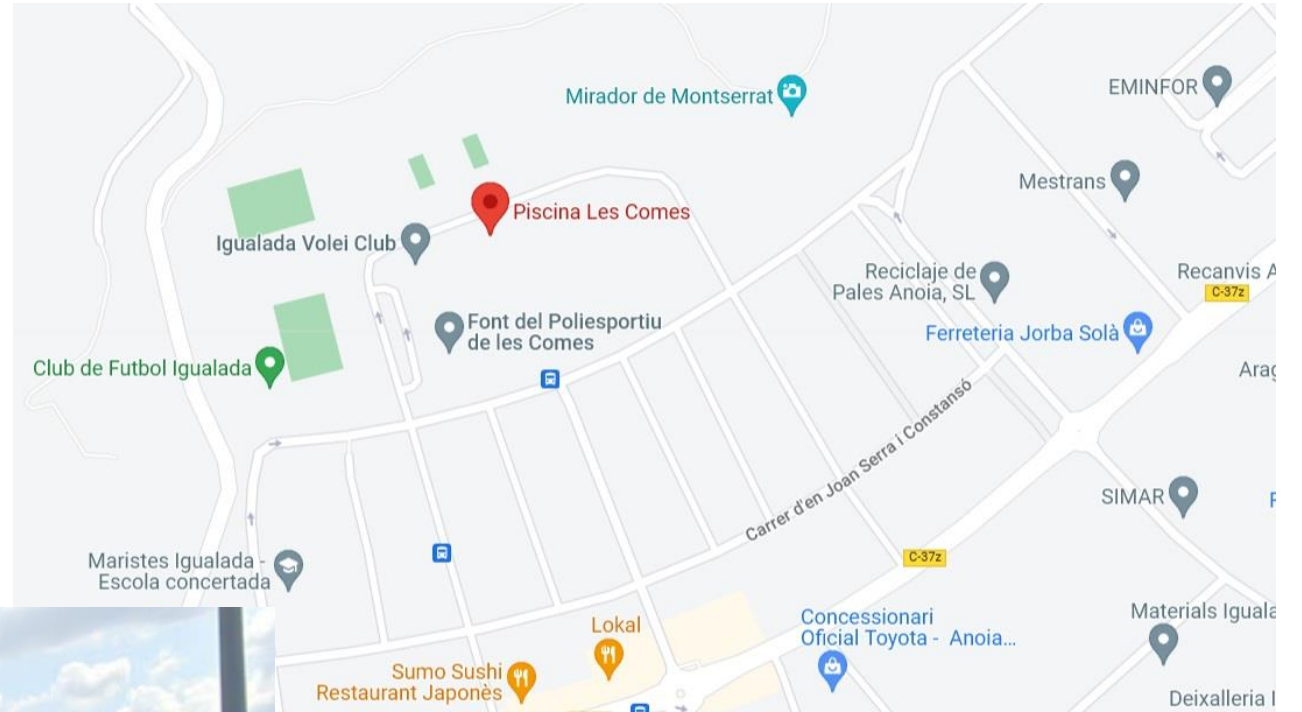 Mirador de Montserrat
EMINFOR
Mestrans
Piscina Les Comes
Igualada Volei Club
Reciclaje de
Pales Anoia, SL
Recanvis A
C-37z
Font del Poliesportiu
de les Comes
Ferreteria Jorba Solà
Club de Futbol Igualada
Arag
Carrer d'en Joan Serra i Constansó
SIMAR
C-37z
Maristes Igualada -
Escola concertada
Lokal
Concessionari
Oficial Toyota - Anoia...
Materials Iguala
Sumo Sushi
Restaurant Japonès
Deixalleria I